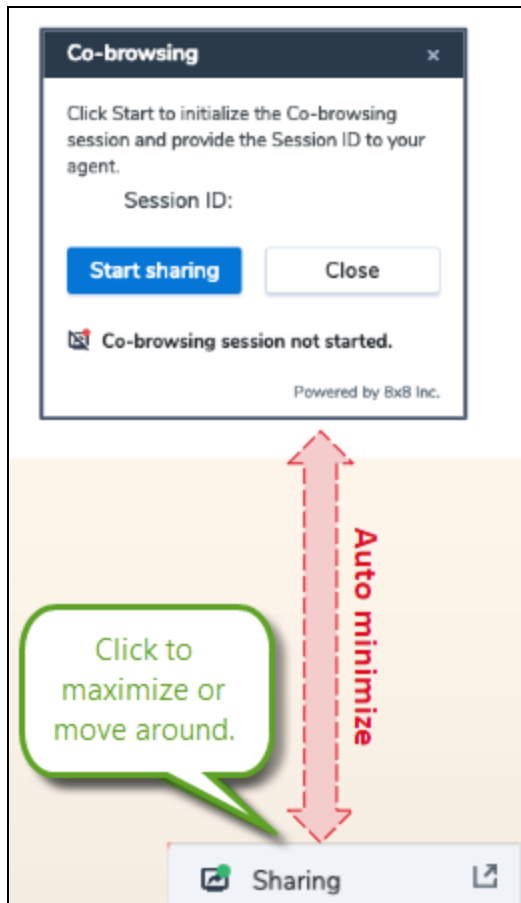 Co-browsing ×
Click Start to initialize the Co-browsing
session and provide the Session ID to your
agent.
Session ID:
Start sharing Close
Co-browsing session not started.
Powered by 8x8 Inc.
Auto minimize
Click to
maximize or
move around.
Sharing